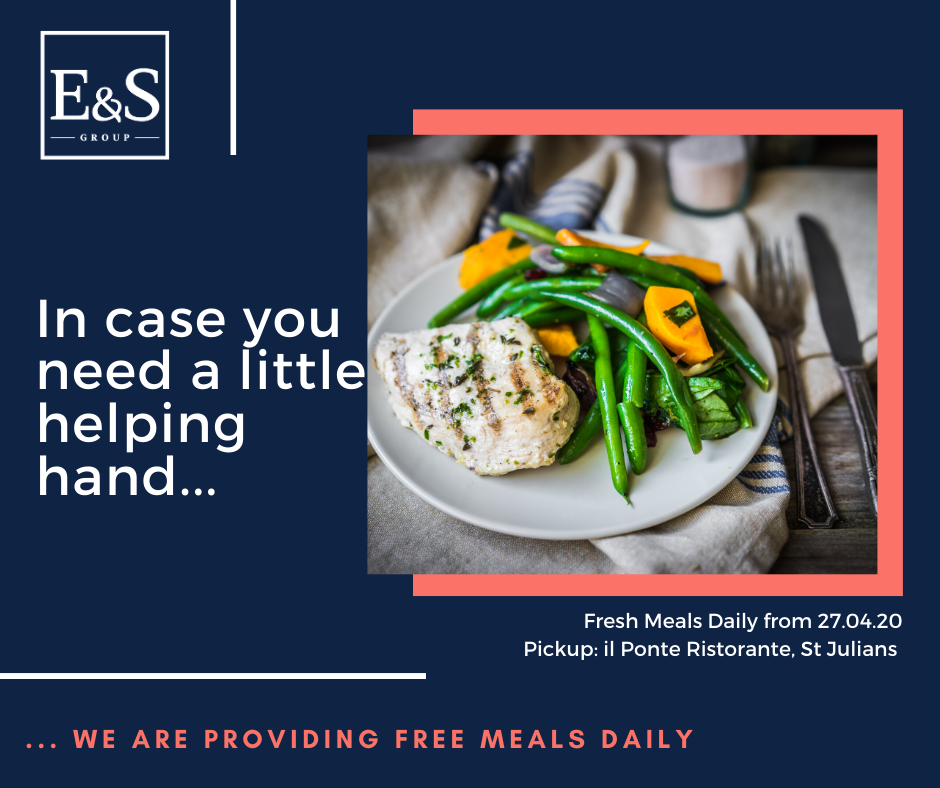 E&S
GROUP
In case you
need a little
helping
hand...
Fresh Meals Daily from 27.04.20
Pickup: il Ponte Ristorante, St Julians
... WE ARE PROVIDING FREE MEALS DAILY